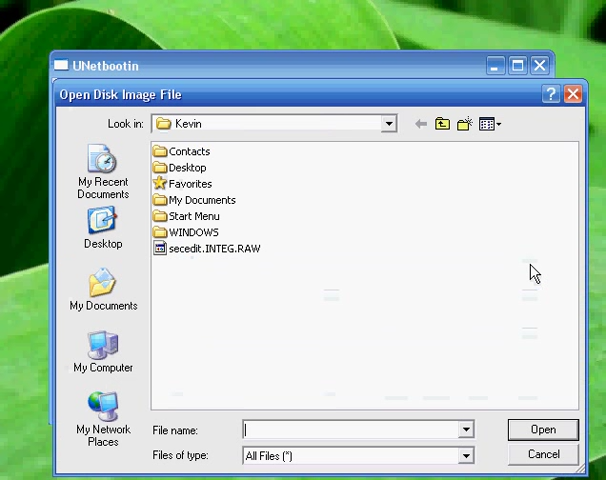 UNetbootin
Open Disk Image File
Look in: Kevin
Contacts
Desktop
Favorites
My Documents
Start Menu
WINDOWS
secedit.INTEG.RAW
My Recent
Documents
Desktop
My Documents
My Computer
My Network
Places
File name: Open
Files of type: All Files (*) Cancel